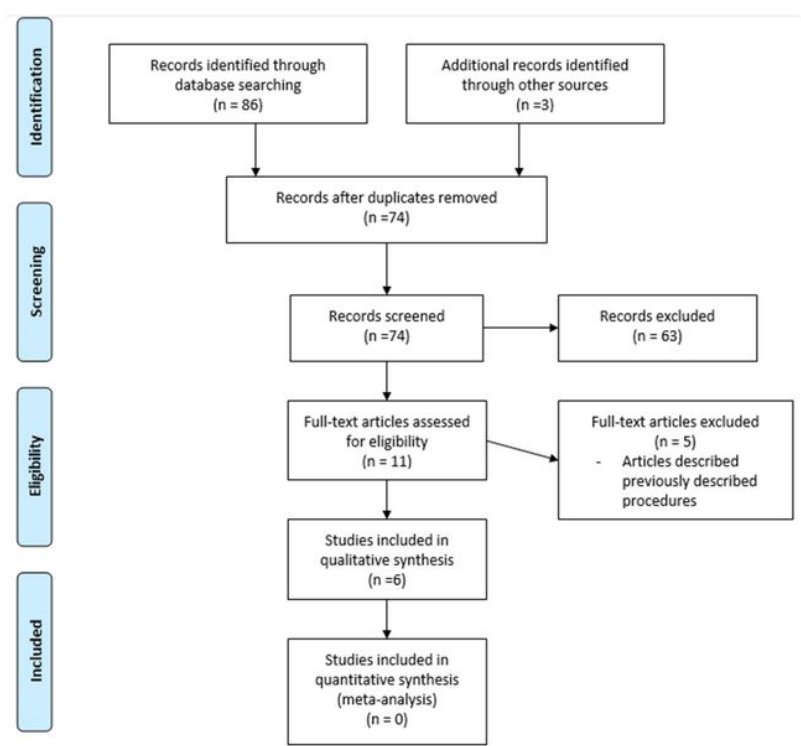 Identification
Records identified through
database searching
(n = 86)
Additional records identified
through other sources
(n =3)
Records after duplicates removed
(n =74)
Screening
Records screened
(n =74)
Records excluded
(n = 63)
Eligibility
Full-text articles assessed
for eligibility
(n = 11)
Full-text articles excluded
(n = 5)
- Articles described
previously described
procedures
Studies included in
qualitative synthesis
(n =6)
Included
Studies included in
quantitative synthesis
(meta-analysis)
(n = 0)